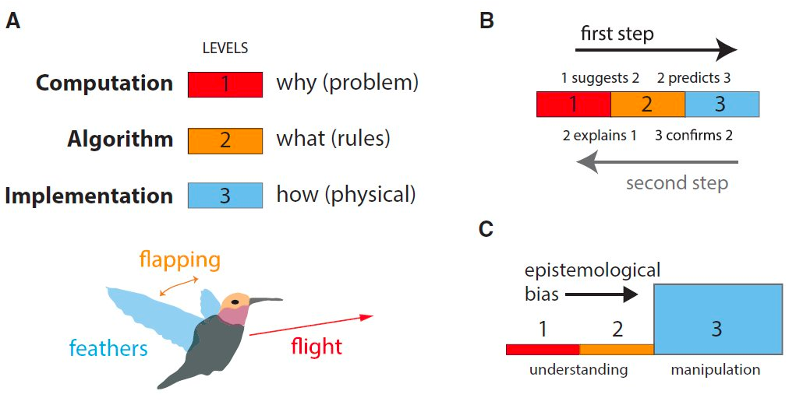 A
LEVELS
Computation 1 why (problem)
Algorithm 2 what (rules)
Implementation 3 how (physical)
flapping
feathers
flight
B
first step
1 suggests 2 2 predicts 3
1 2 3
2 explains 1 3 confirms 2
second step
C
epistemological
bias
1 2 3
understanding manipulation